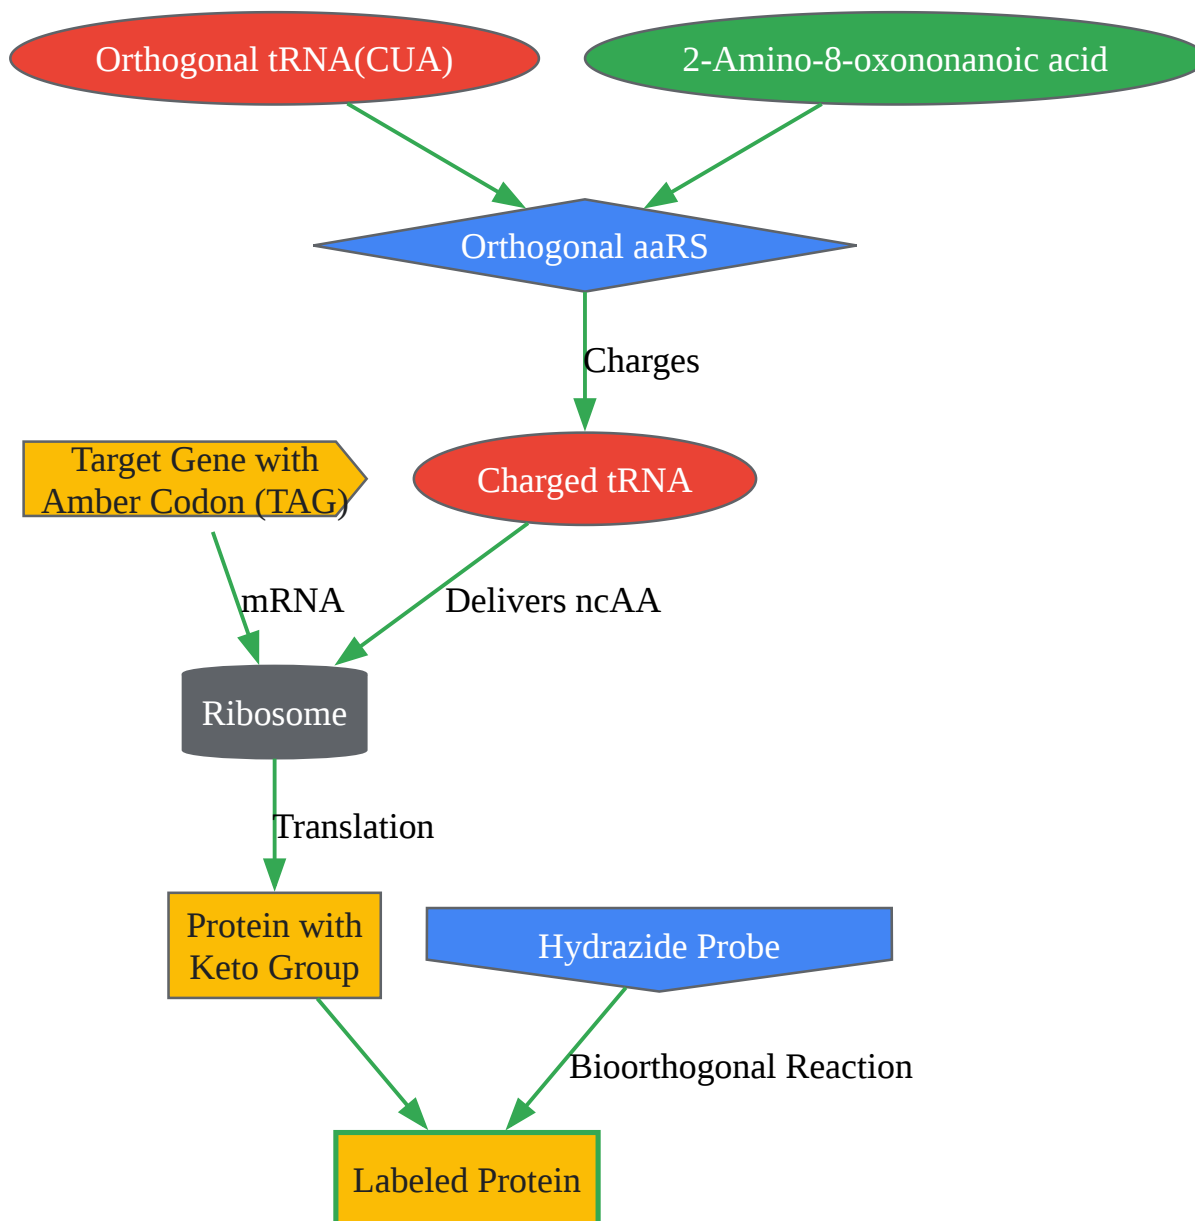 Orthogonal tRNA(CUA)
2-Amino-8-oxononanoic acid
Orthogonal aaRS
Charges
Target Gene with
Amber Codon (TAG)
Charged tRNA
mRNA
Delivers ncAA
Ribosome
Translation
Protein with
Keto Group
Hydrazide Probe
Bioorthogonal Reaction
Labeled Protein